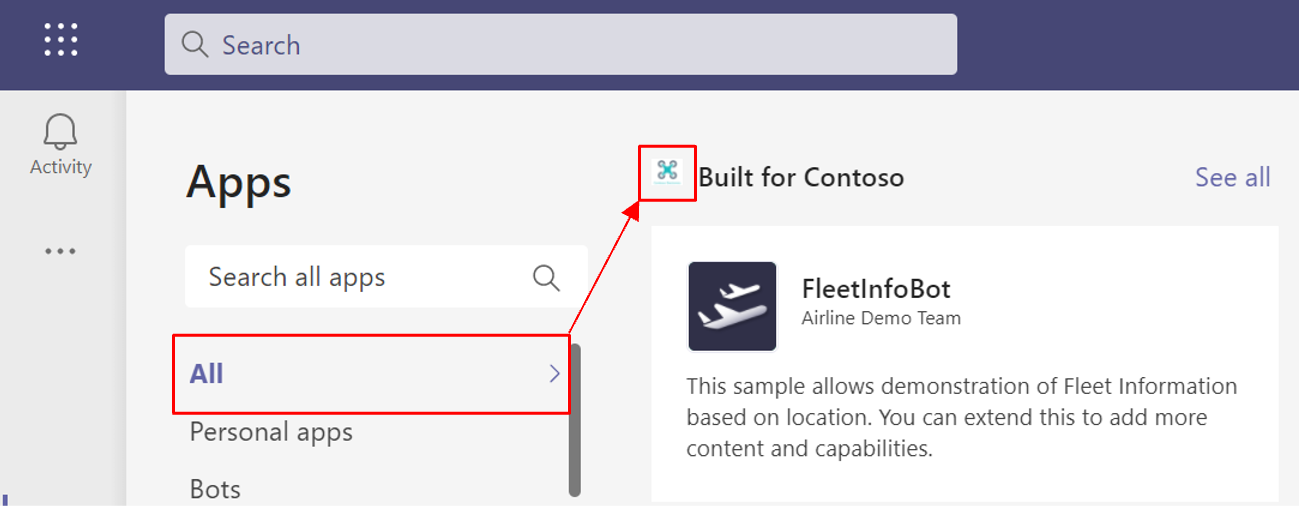 Search
Activity
Apps
Search all apps
All
Personal apps
Bots
Built for Contoso
See all
FleetInfoBot
Airline Demo Team
This sample allows demonstration of Fleet Information
based on location. You can extend this to add more
content and capabilities.